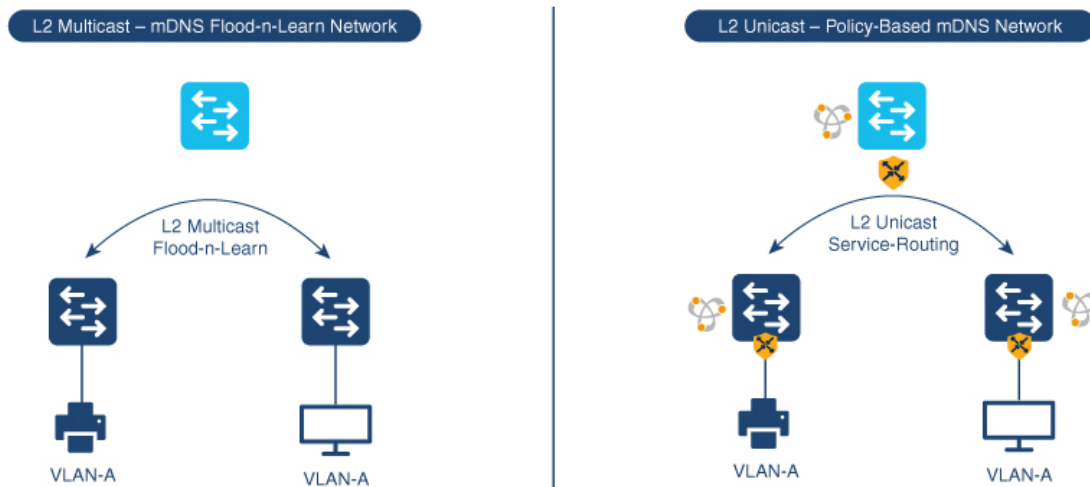 L2 Multicast – mDNS Flood-n-Learn Network
L2 Multicast
Flood-n-Learn
VLAN-A
VLAN-A
L2 Unicast – Policy-Based mDNS Network
L2 Unicast
Service-Routing
VLAN-A
VLAN-A